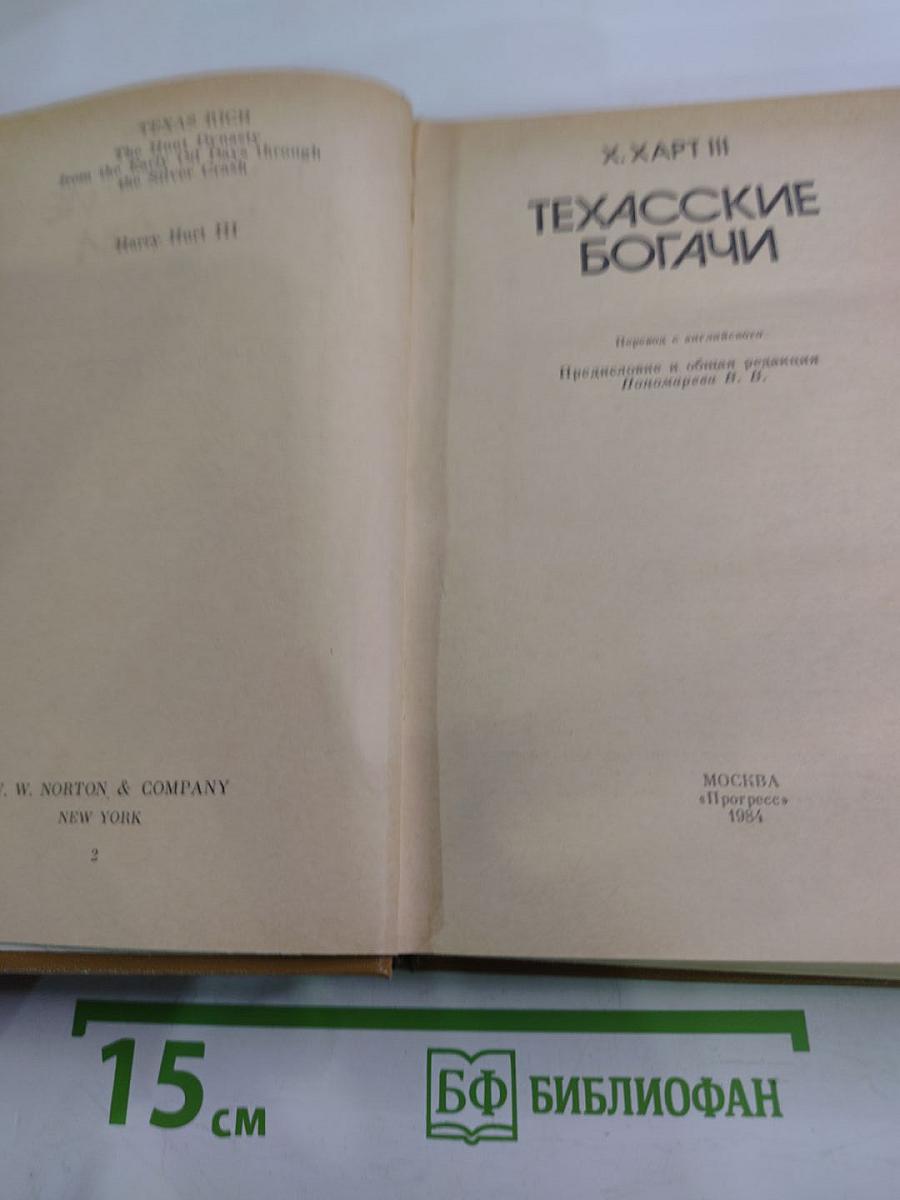 TEXAS RICH
The Hunt Dynasty
from the Early Oil Days through
the Silver Crash
Harry Hurt III
W. NORTON & COMPANY
NEW YORK
2
Х. ХАРТ III
ТЕХАССКИЕ
БОГАЧИ
Перевод с английского
Предисловие и общая редакция
Пономарева В. В.
МОСКВА
«Прогресс»
1984
15 см
БФ БИБЛИОФАН